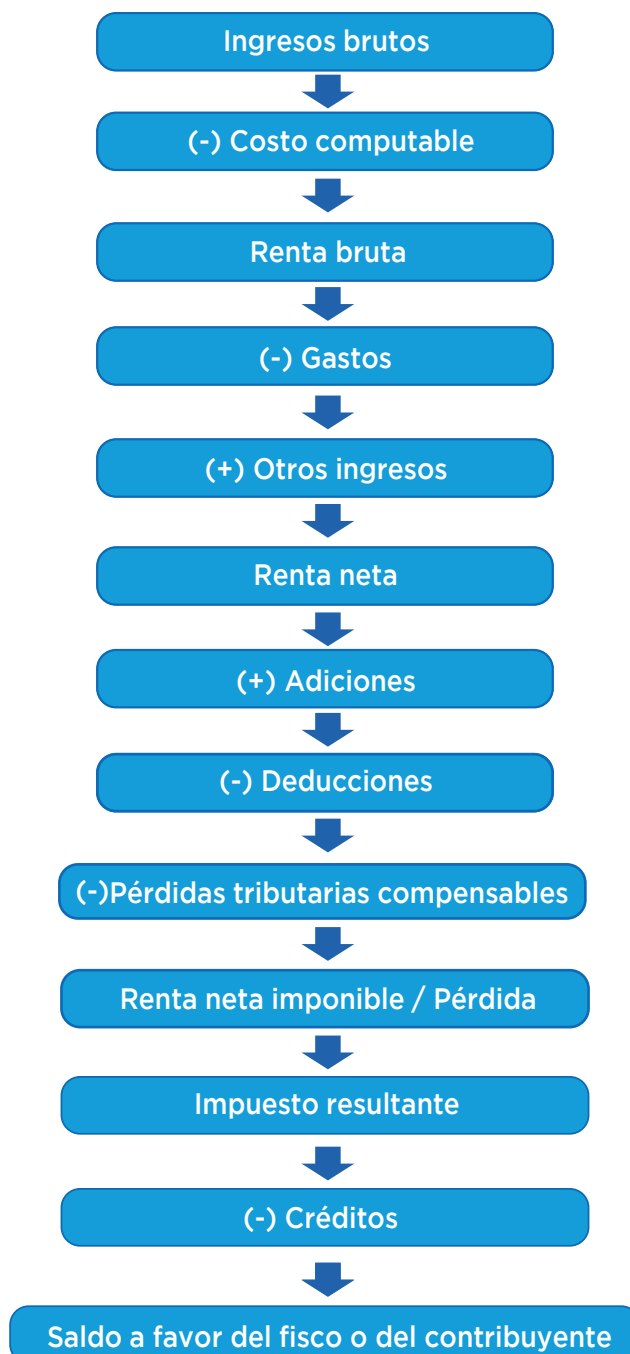 Ingresos brutos
(-) Costo computable
Renta bruta
(-) Gastos
(+) Otros ingresos
Renta neta
(+) Adiciones
(-) Deducciones
(-)Pérdidas tributarias compensables
Renta neta imponible / Pérdida
Impuesto resultante
(-) Créditos
Saldo a favor del fisco o del contribuyente